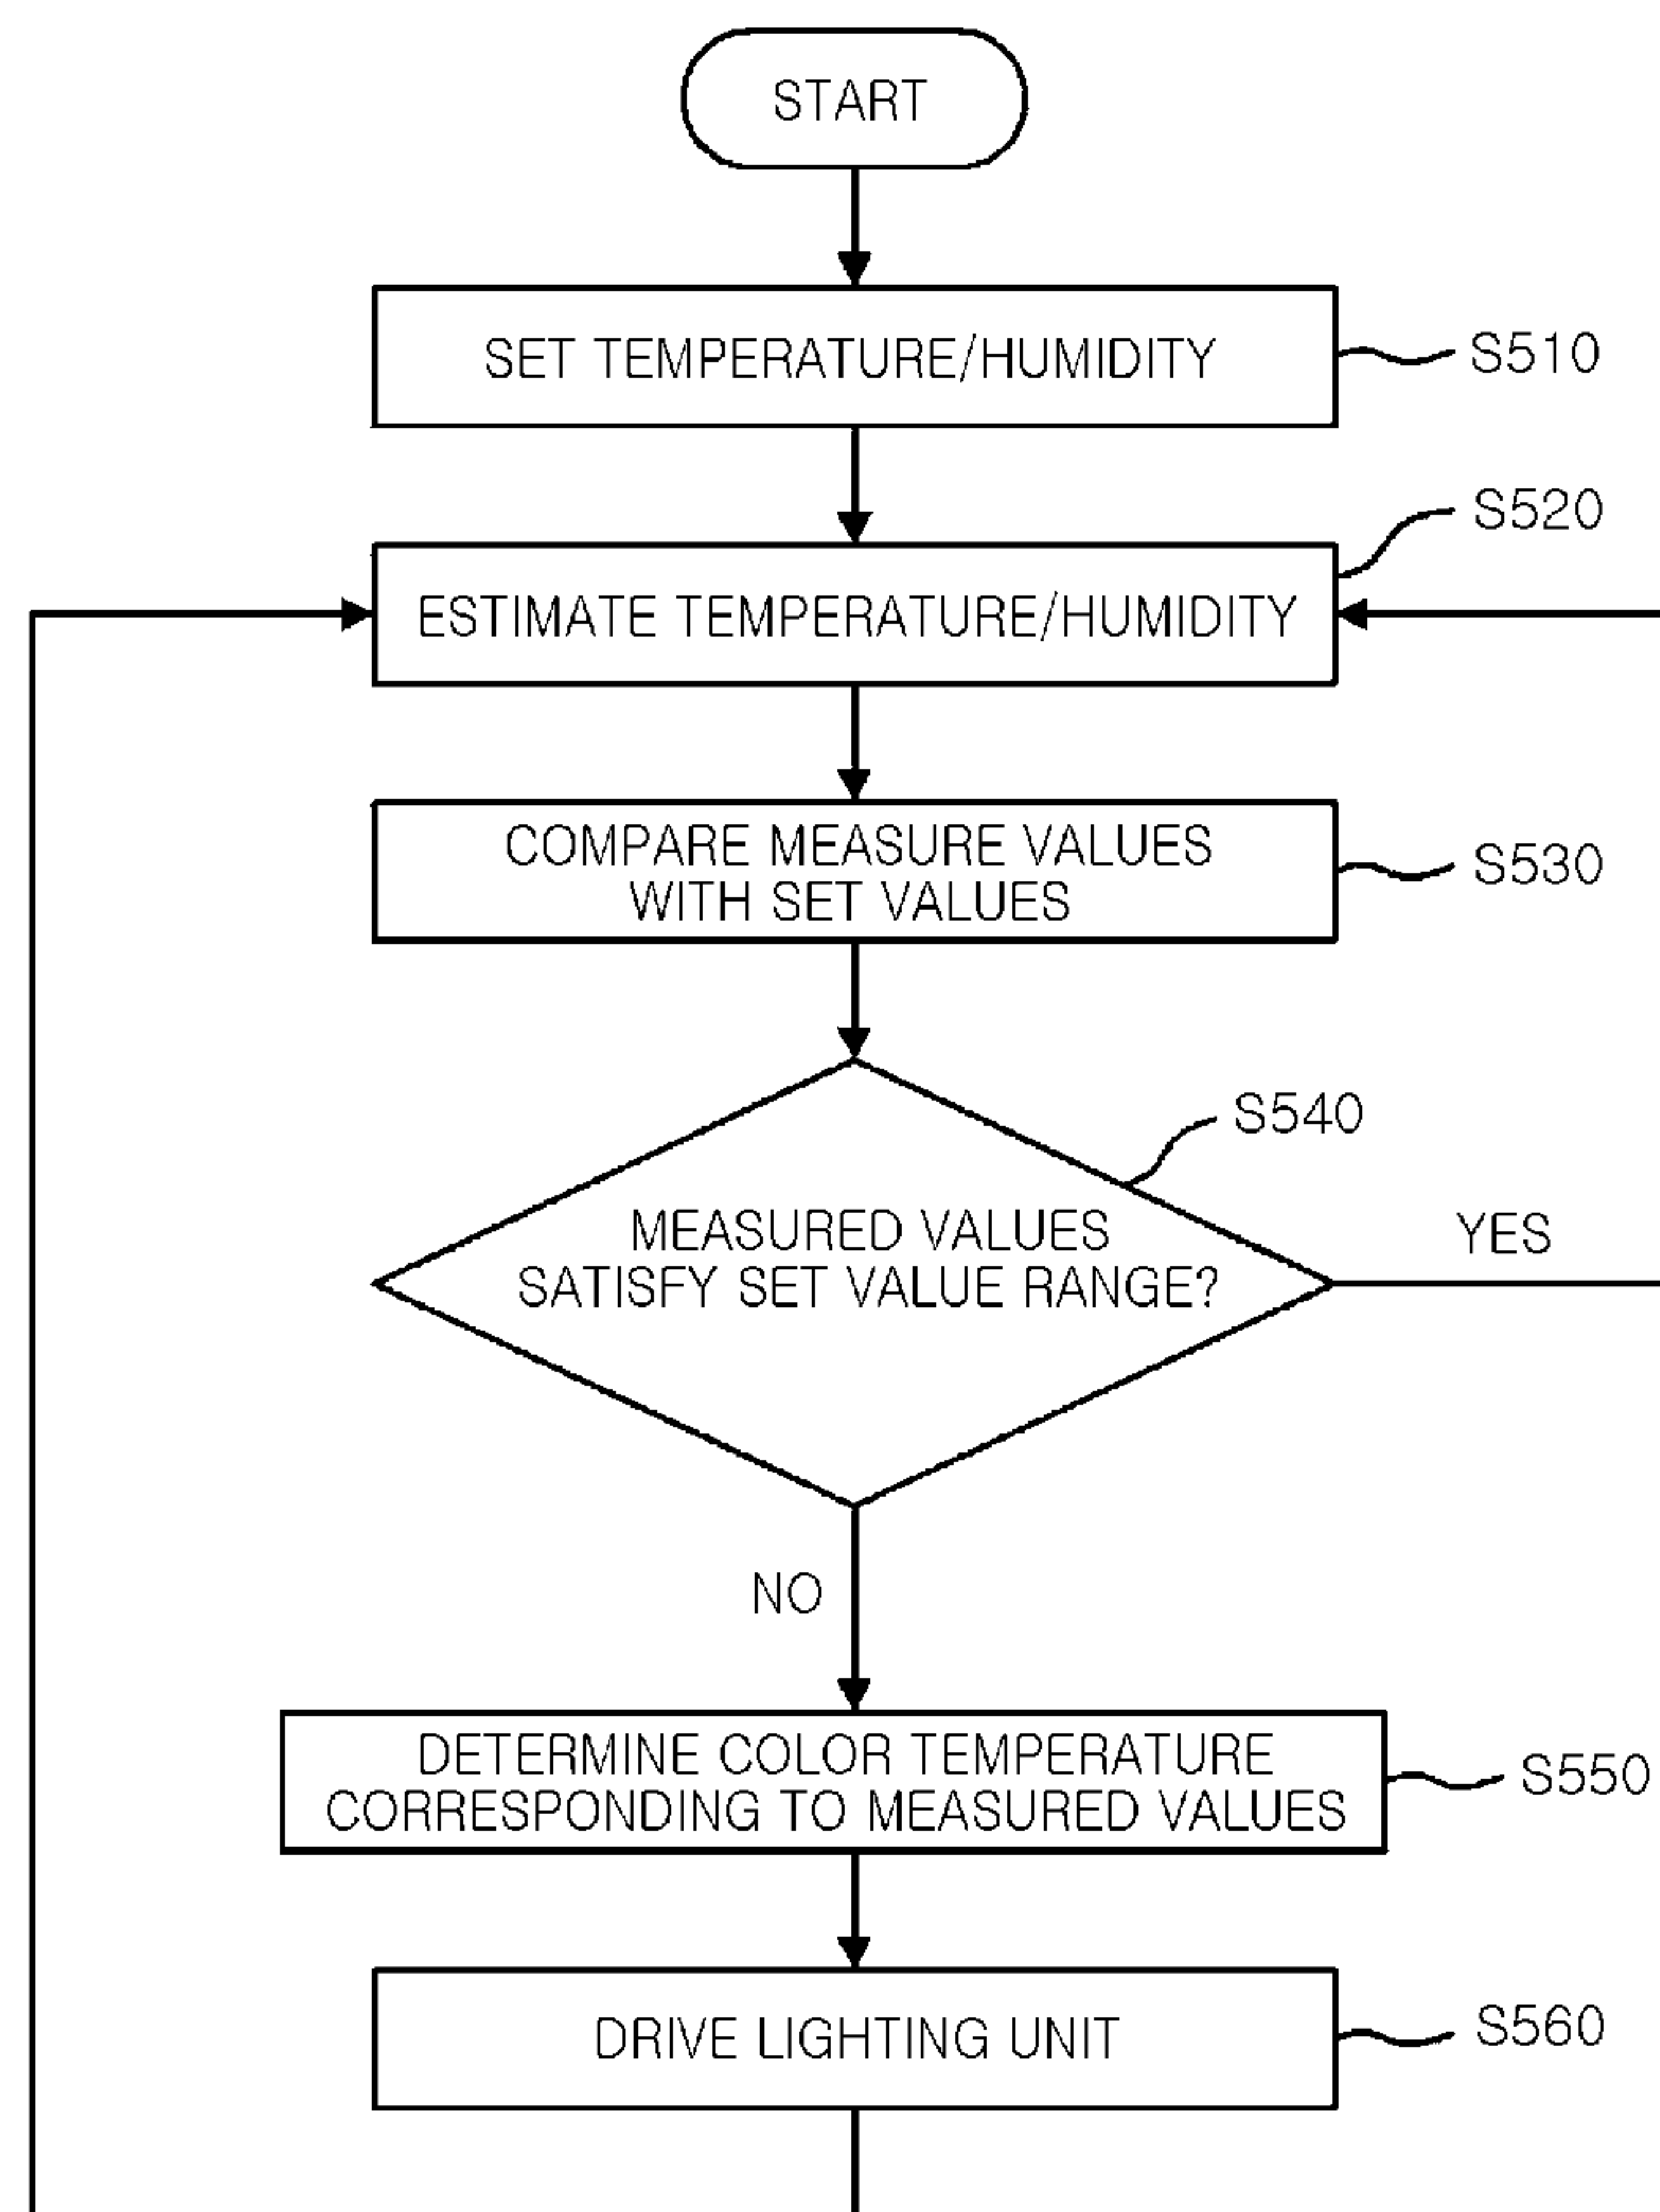 START
SET TEMPERATURE/HUMIDITY
S510
S520
ESTIMATE TEMPERATURE/HUMIDITY
COMPARE MEASURE VALUES
WITH SET VALUES
S530
S540
MEASURED VALUES
SATISFY SET VALUE RANGE?
YES
NO
DETERMINE COLOR TEMPERATURE
CORRESPONDING TO MEASURED VALUES
S550
DRIVE LIGHTING UNIT
S560